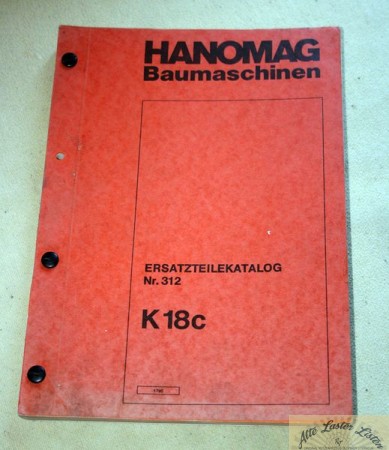 HANOMAG
Baumaschinen
ERSATZTEILEKATALOG
Nr. 312
K 18c
Alte Laster Listen